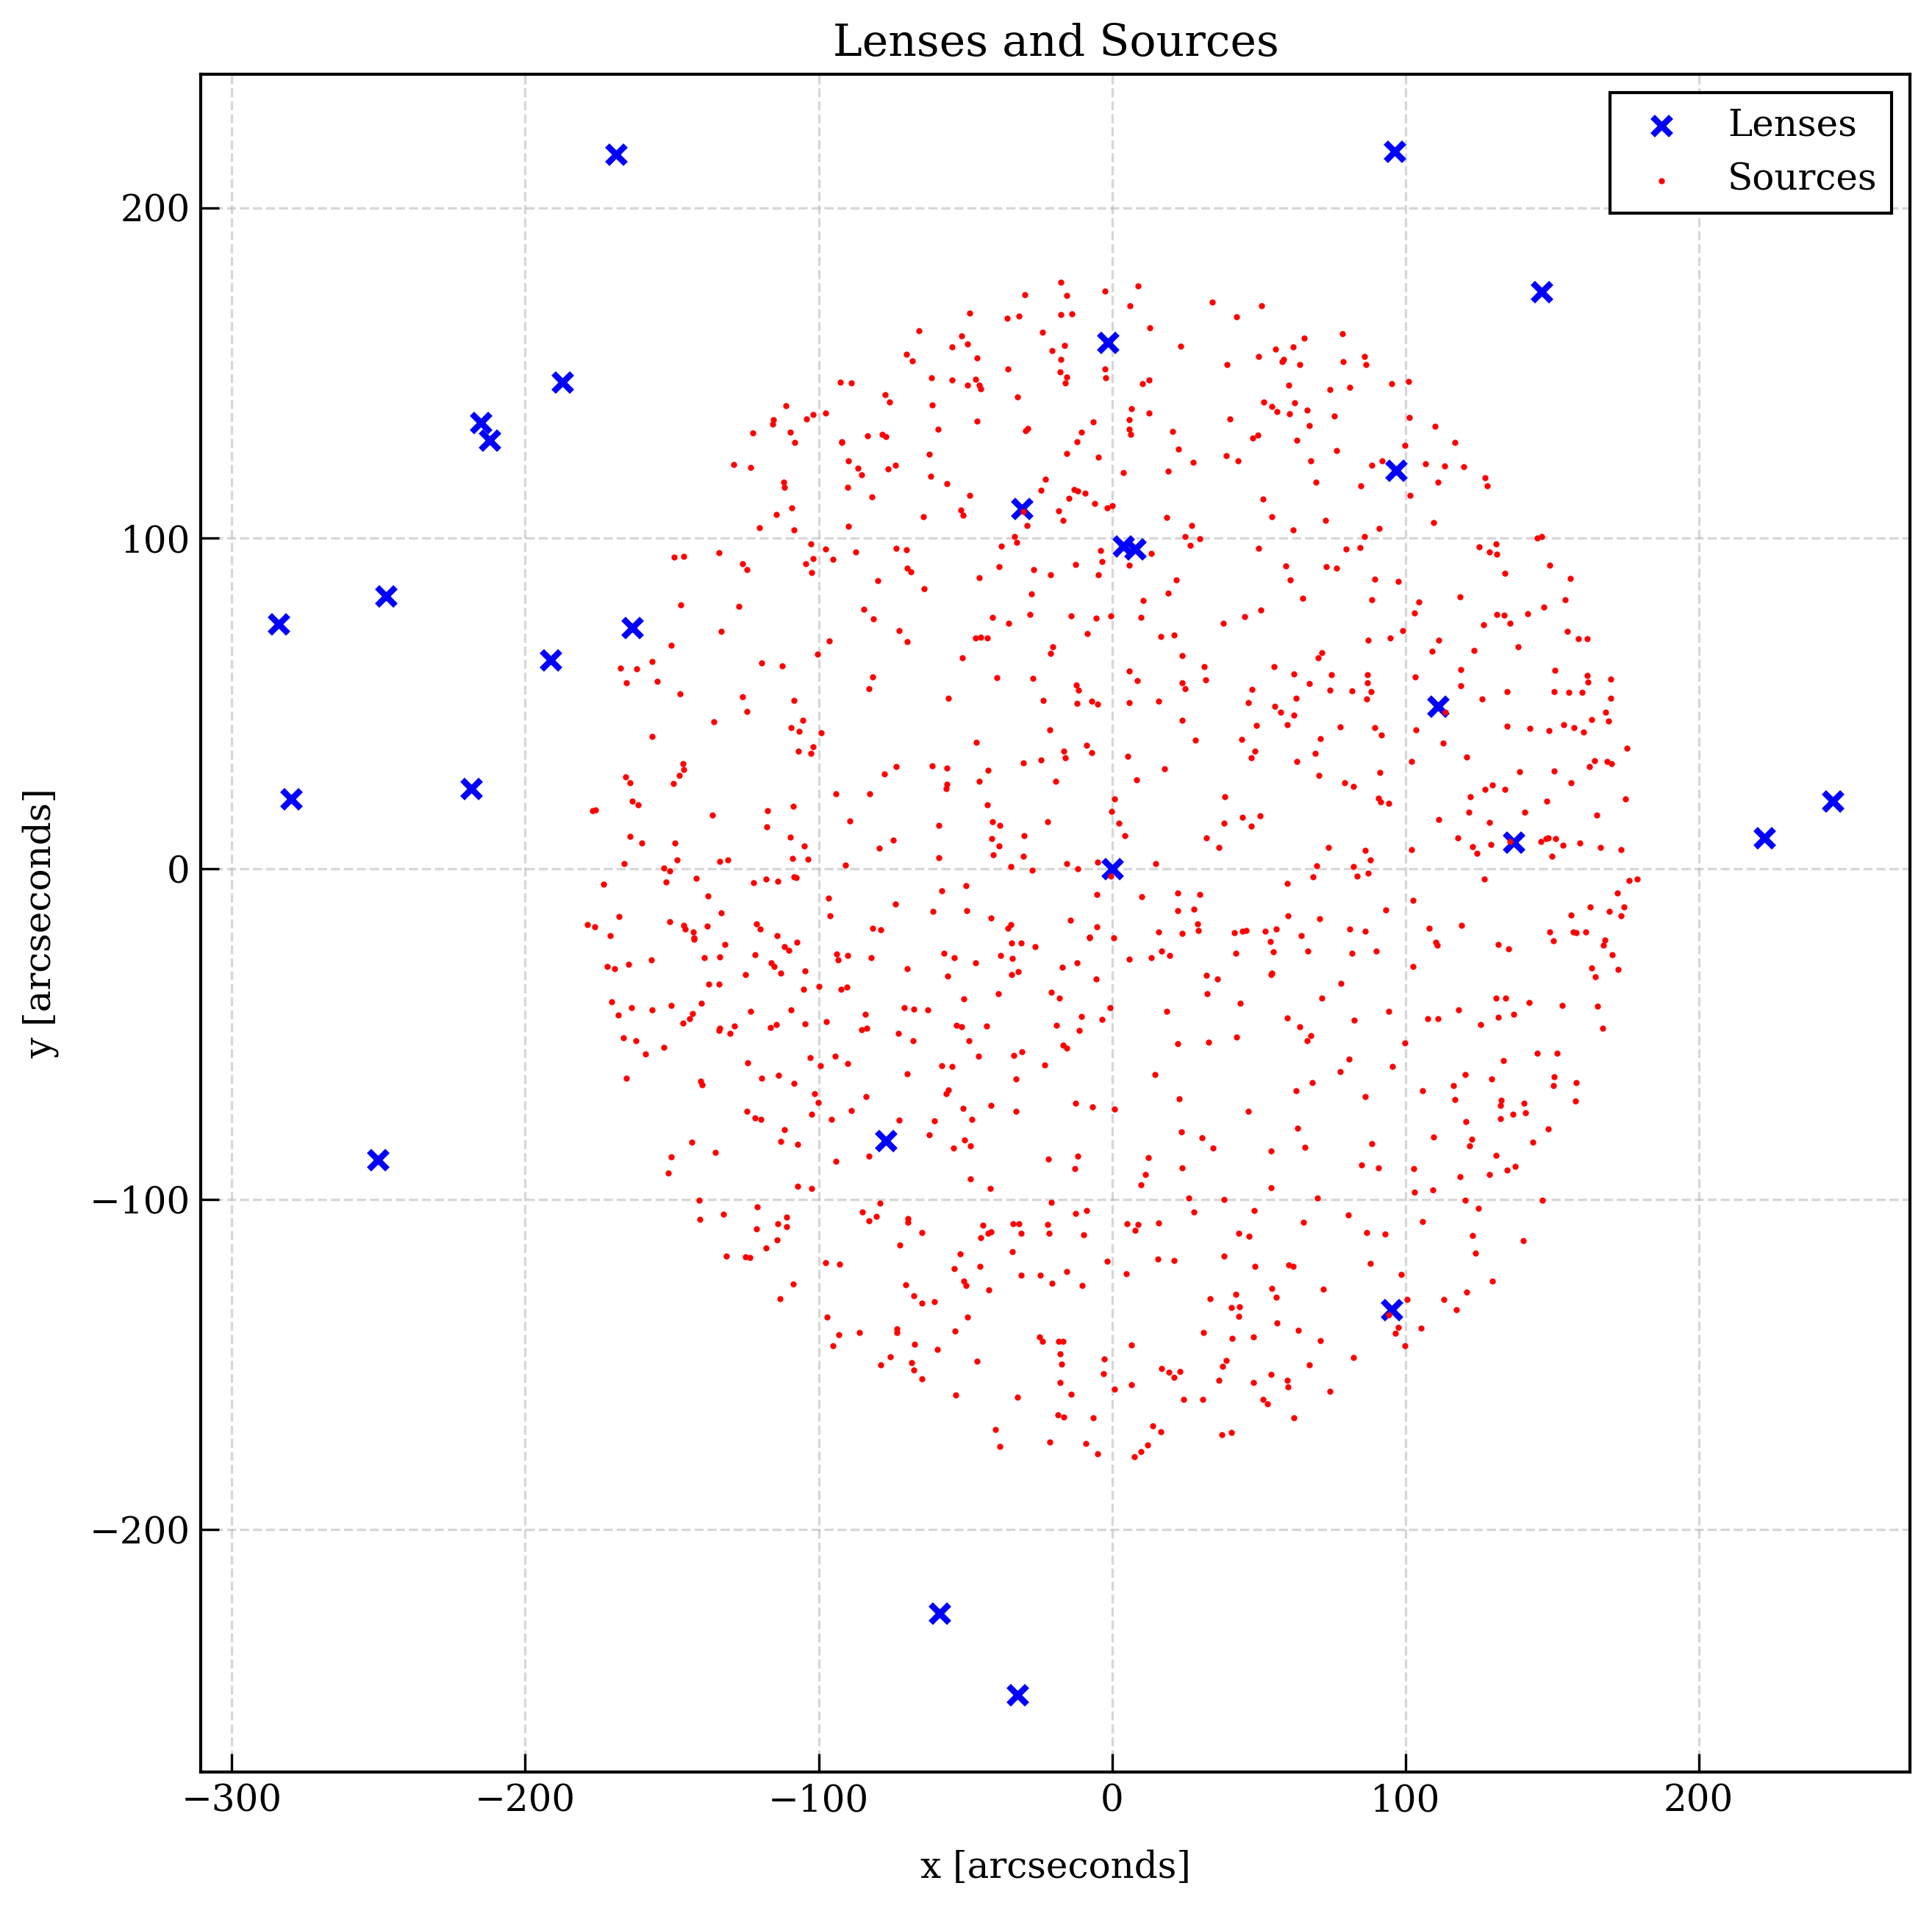 Lenses and Sources
Lenses
Sources
200
100
0
−100
−200
y [arcseconds]
−300 −200 −100 0 100 200
x [arcseconds]